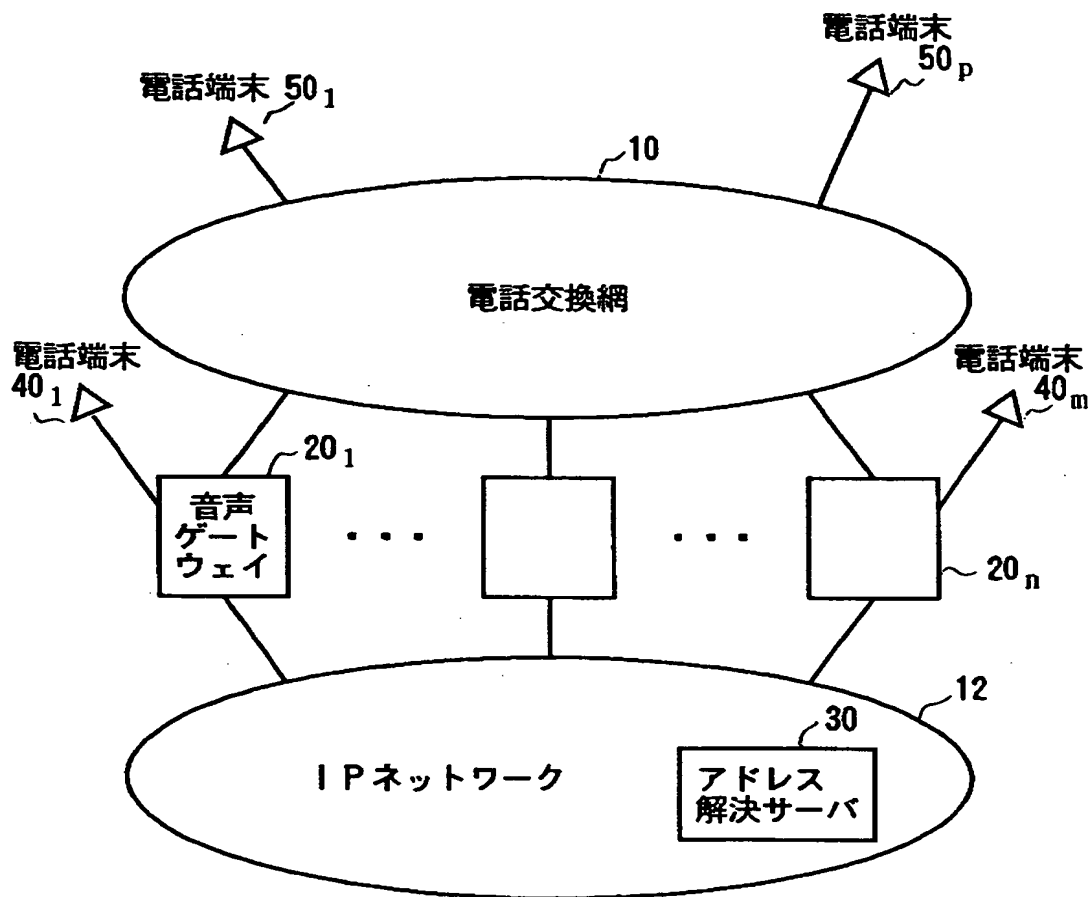 電話端末
50p
電話端末 501
10
電話交換網
電話端末
401
電話端末
40m
201
音声
ゲート
ウェイ
・・・
・・・
20n
12
30
IPネットワーク
アドレス
解決サーバ